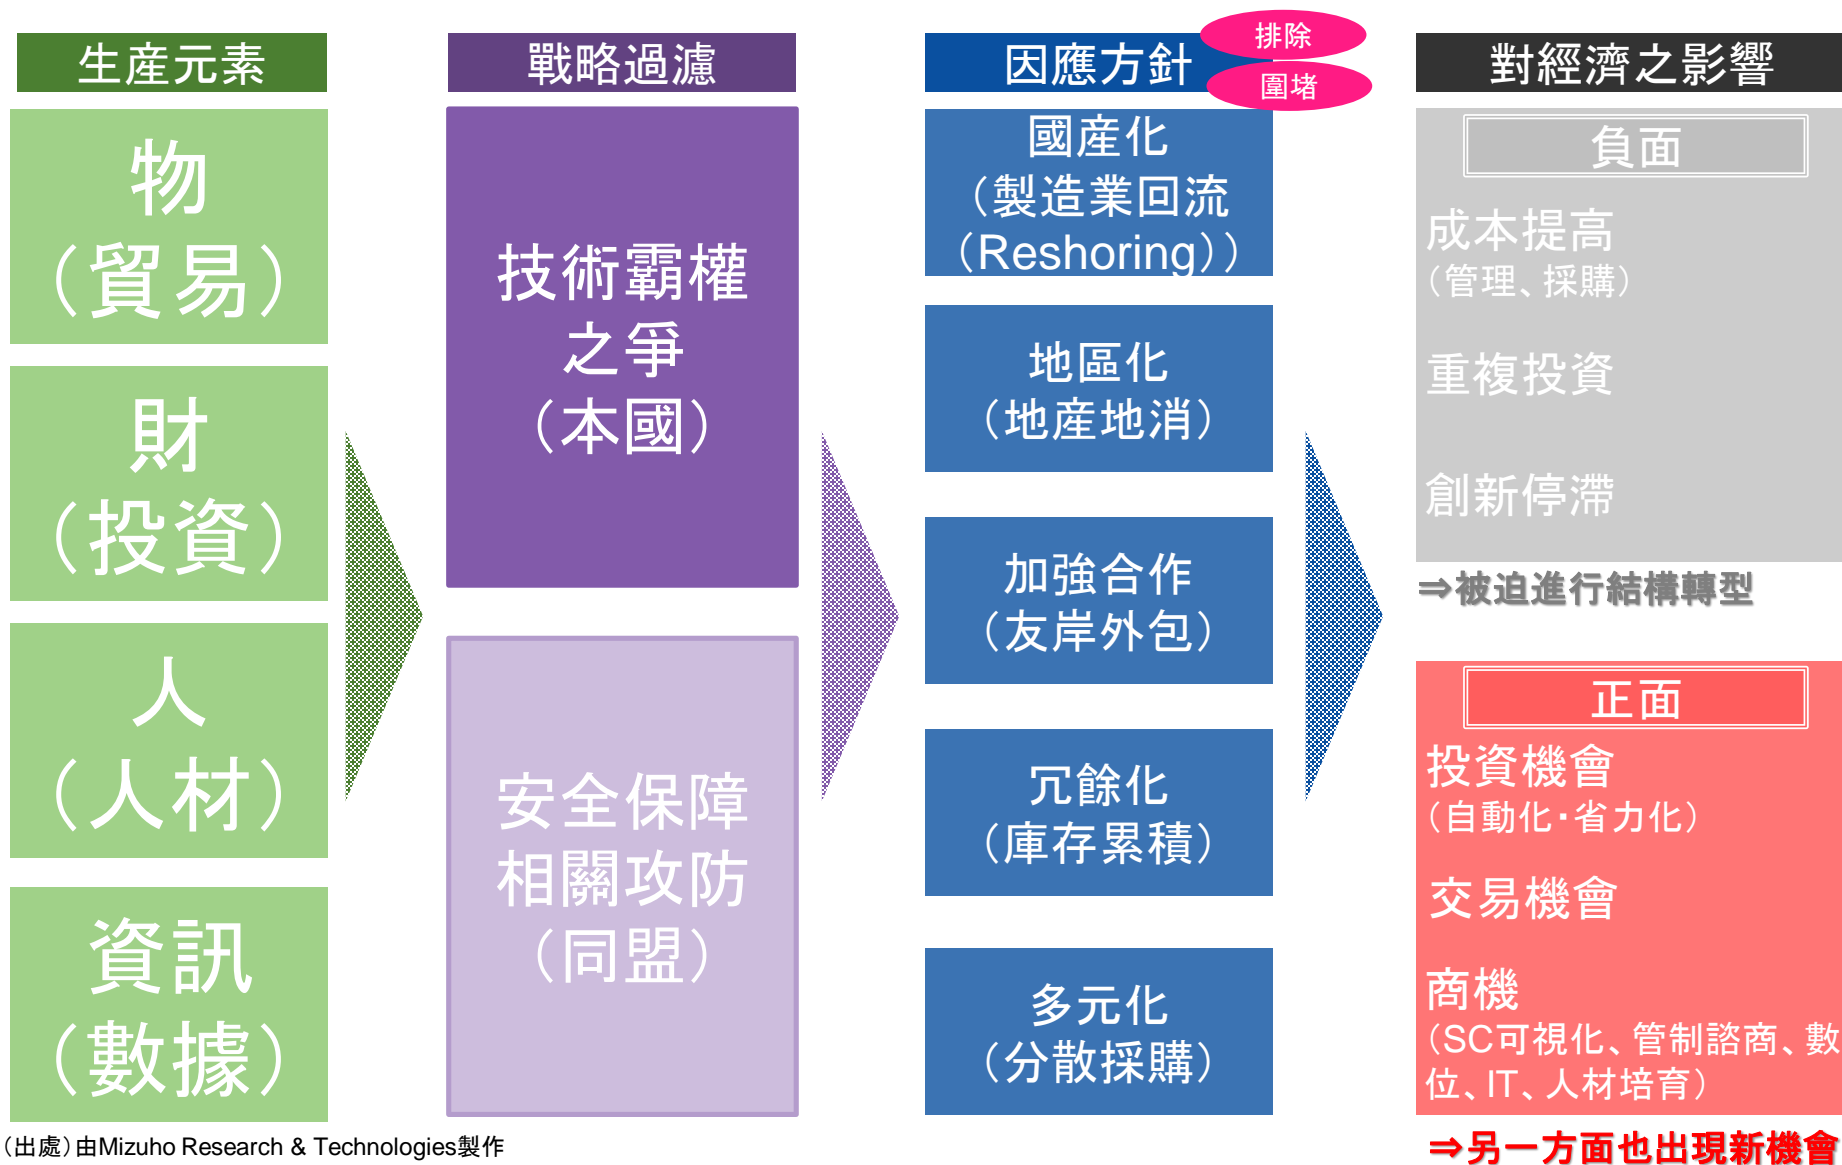 生産元素
物
（貿易）
財
（投資）
人
（人材）
資訊
（數據）
戰略過濾
技術霸權
之爭
（本國）
安全保障
相關攻防
（同盟）
因應方針
排除
圍堵
國産化
（製造業回流
（Reshoring））
地區化
（地産地消）
加強合作
（友岸外包）
冗餘化
（庫存累積）
多元化
（分散採購）
對經濟之影響
負面
成本提高
（管理、採購）
重複投資
創新停滯
⇒被迫進行結構轉型
正面
投資機會
（自動化・省力化）
交易機會
商機
（SC可視化、管制諮商、數
位、IT、人材培育）
⇒另一方面也出現新機會
（出處）由Mizuho Research & Technologies製作